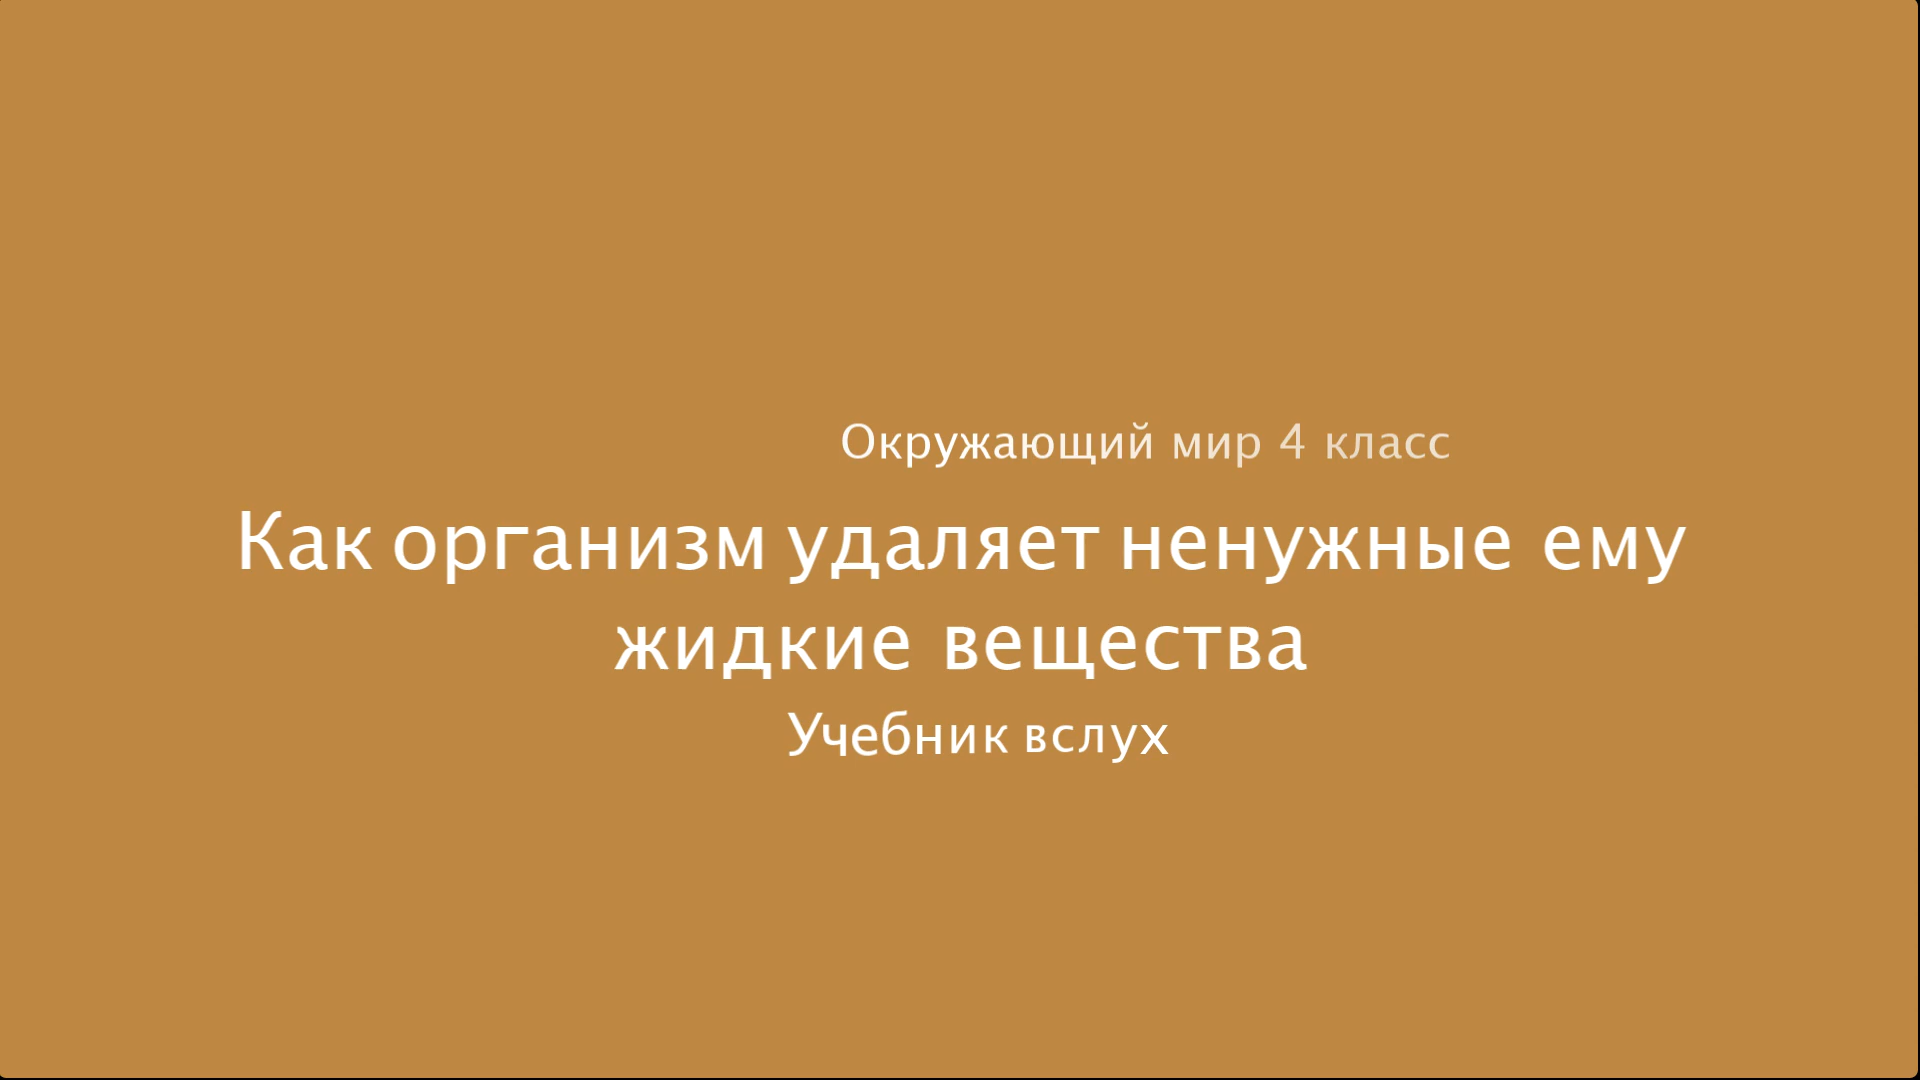 Окружающий мир 4 класс
Как организм удаляет ненужные ему
жидкие вещества
Учебник вслух